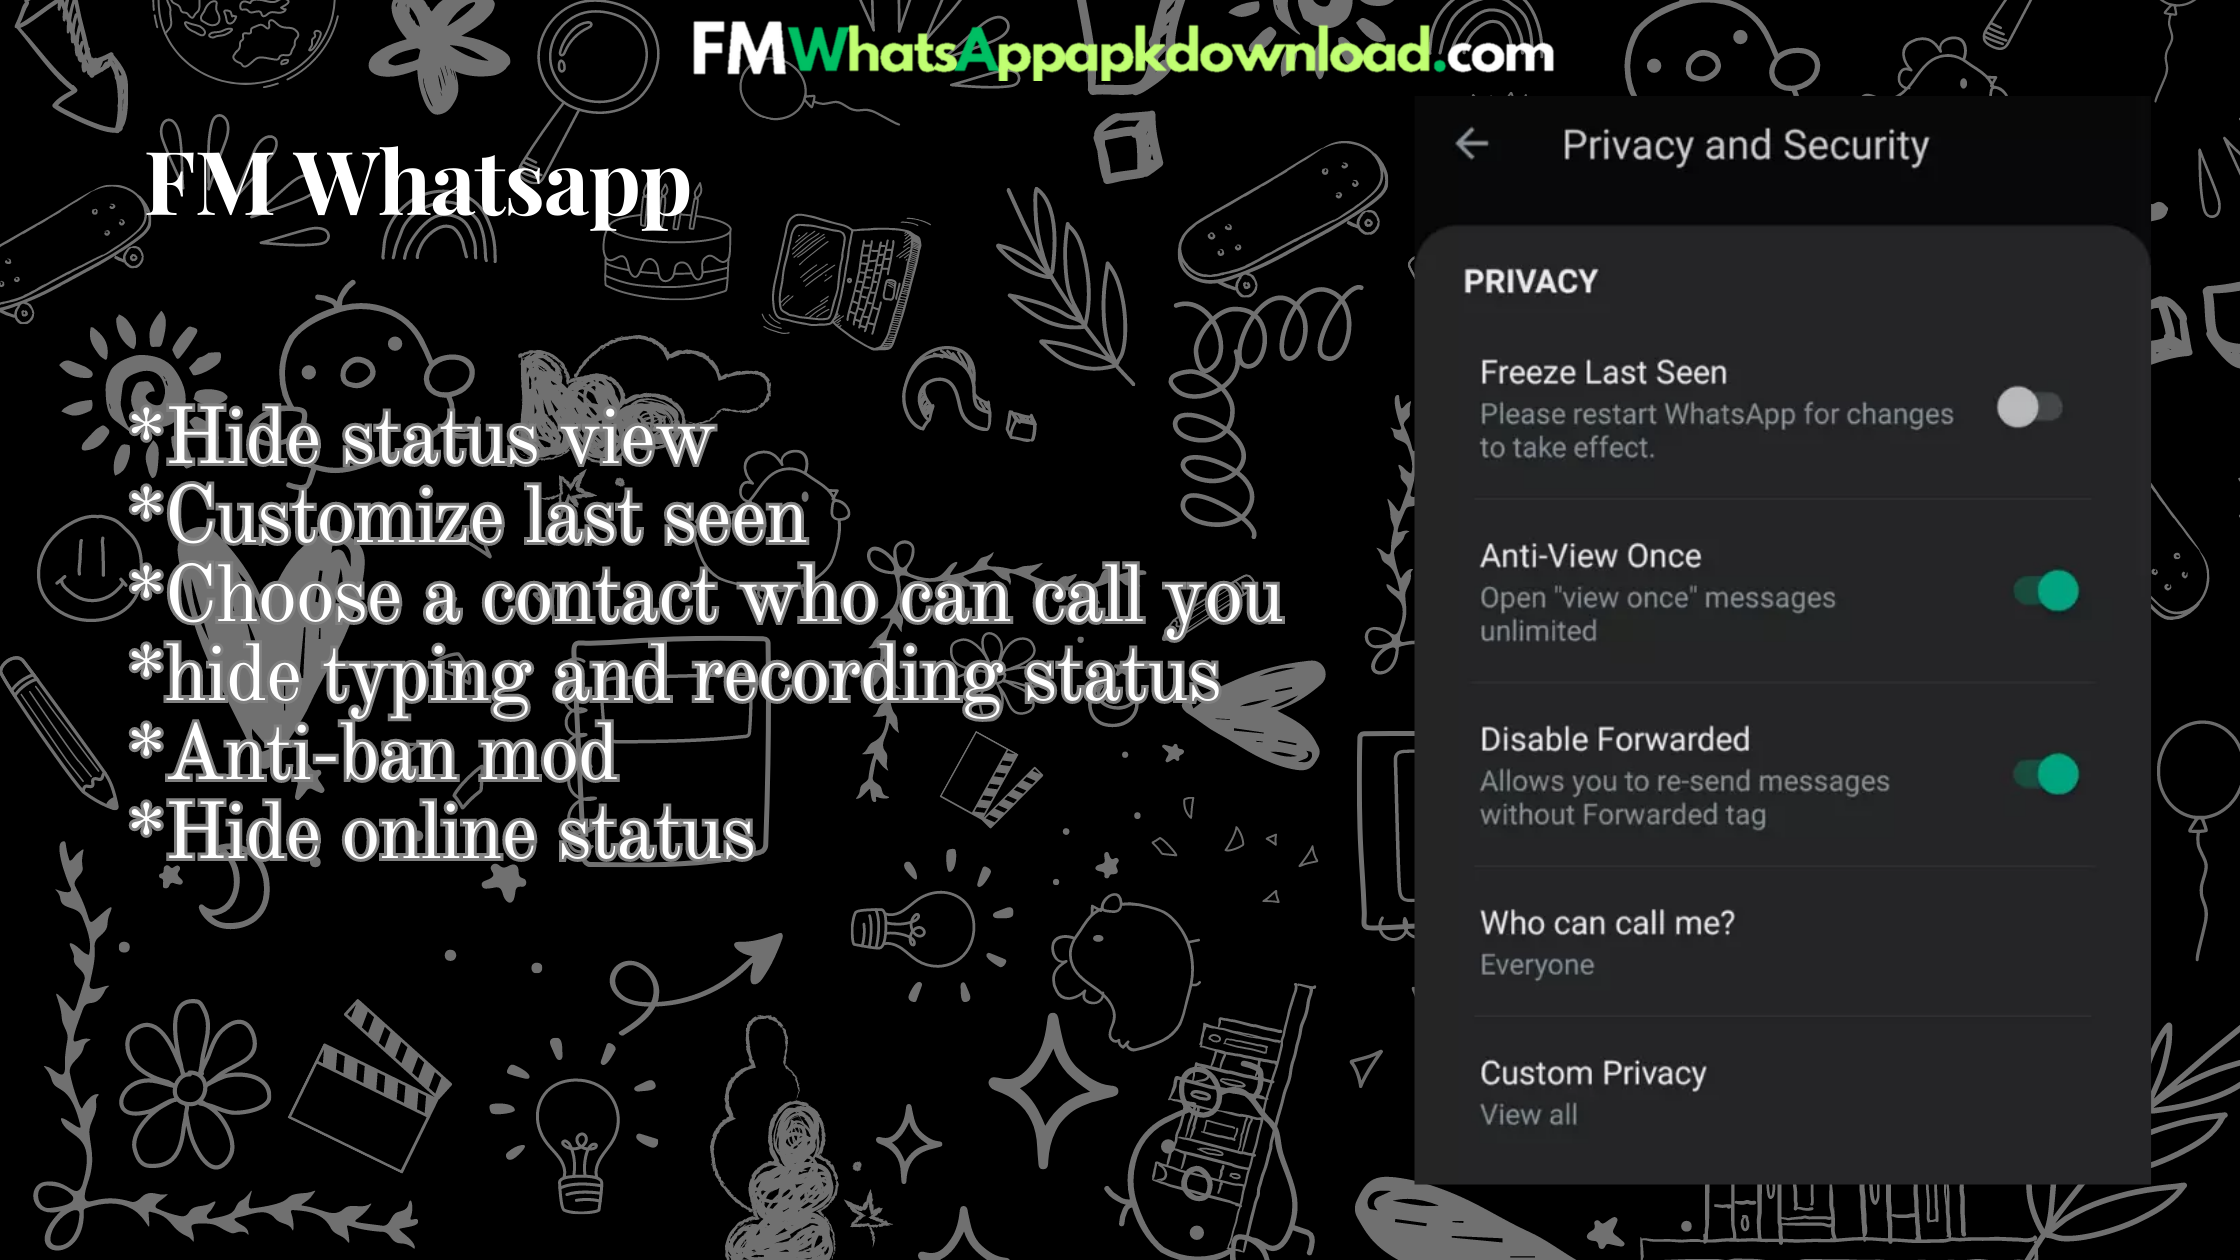 FMWhatsAppapkdownload.com
FM Whatsapp
*Hide status view
*Customize last seen
*Choose a contact who can call you
*hide typing and recording status
*Anti-ban mod
*Hide online status
Privacy and Security
PRIVACY
Freeze Last Seen
Please restart WhatsApp for changes
to take effect.
Anti-View Once
Open "view once" messages
unlimited
Disable Forwarded
Allows you to re-send messages
without Forwarded tag
Who can call me?
Everyone
Custom Privacy
View all